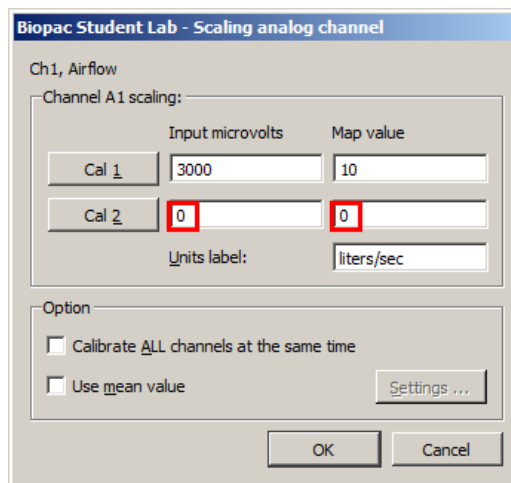 Biopac Student Lab - Scaling analog channel
Ch1, Airflow
Channel A1 scaling:
Input microvolts Map value
Cal 1 3000 10
Cal 2 0 0
Units label: liters/sec
Option
Calibrate ALL channels at the same time
Use mean value Settings ...
OK Cancel